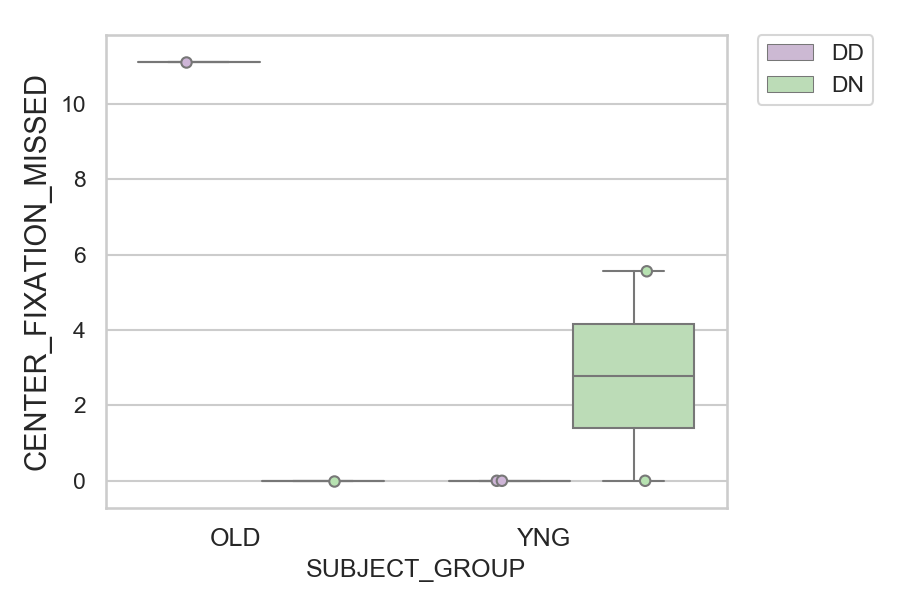 DD
DN
CENTER_FIXATION_MISSED
10
8
6
4
2
0
OLD
YNG
SUBJECT_GROUP